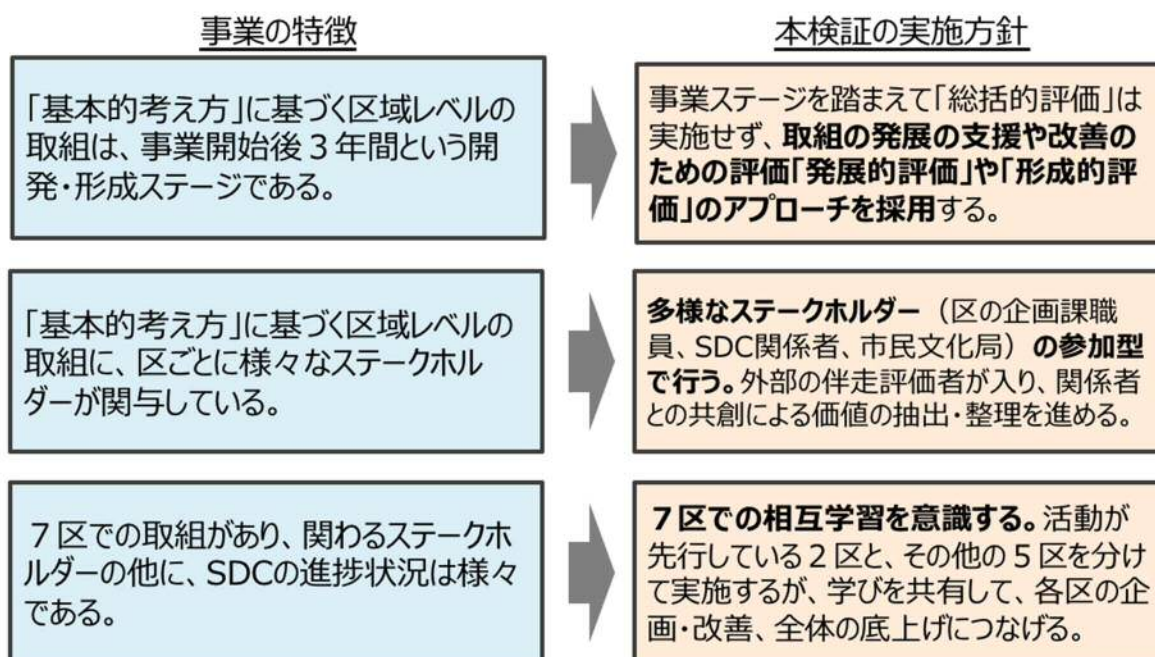 事業の特徴
本検証の実施方針
「基本的考え方」に基づく区域レベルの
取組は、事業開始後３年間という開
発・形成ステージである。
事業ステージを踏まえて「総括的評価」は
実施せず、取組の発展の支援や改善の
ための評価「発展的評価」や「形成的評
価」のアプローチを採用する。
「基本的考え方」に基づく区域レベルの
取組に、区ごとに様々なステークホル
ダーが関与している。
多様なステークホルダー（区の企画課職
員、SDC関係者、市民文化局）の参加型
で行う。外部の伴走評価者が入り、関係者
との共創による価値の抽出・整理を進める。
７区での取組があり、関わるステークホ
ルダーの他に、SDCの進捗状況は様々
である。
７区での相互学習を意識する。活動が
先行している２区と、その他の５区を分け
て実施するが、学びを共有して、各区の企
画・改善、全体の底上げにつなげる。